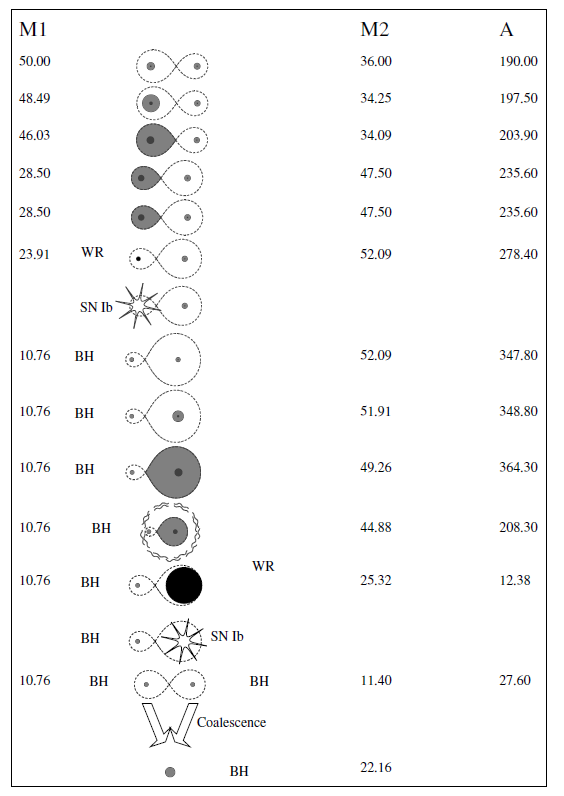 M1 M2 A
50.00 36.00 190.00
48.49 34.25 197.50
46.03 34.09 203.90
28.50 47.50 235.60
28.50 47.50 235.60
23.91 WR 52.09 278.40
SN Ib
10.76 BH 52.09 347.80
10.76 BH 51.91 348.80
10.76 BH 49.26 364.30
10.76 BH 44.88 208.30
WR
10.76 BH 25.32 12.38
BH SN Ib
10.76 BH BH 11.40 27.60
Coalescence
BH 22.16